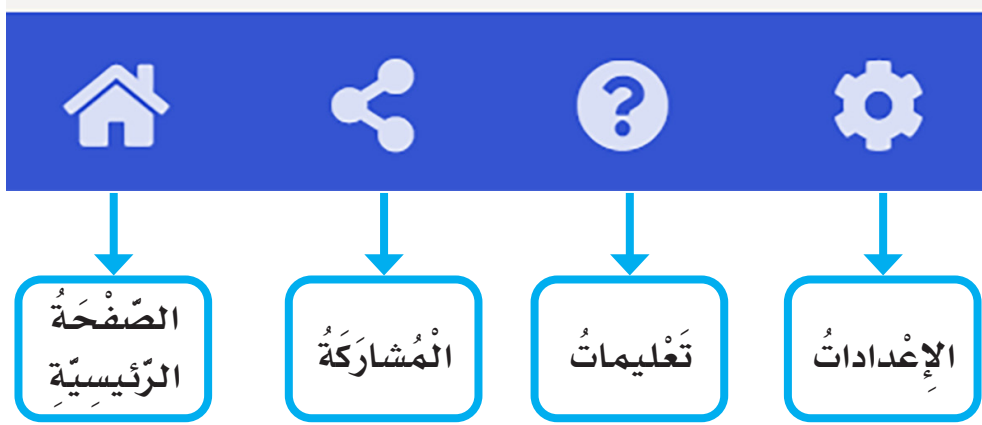 الإِعْداداتُ
تَعْليماتُ
الْمُشارَكَةُ
الصَّفْحَةُ
الرَّئيسِيَّةِ